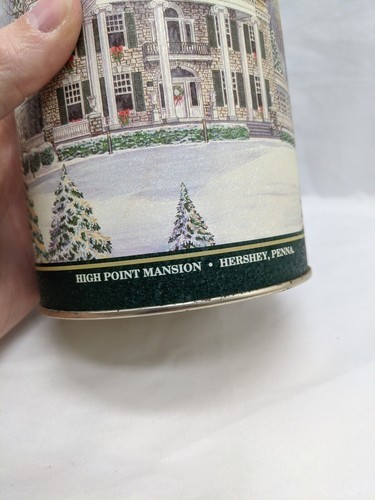 HIGH POINT MANSION • HERSHEY, PENNA.